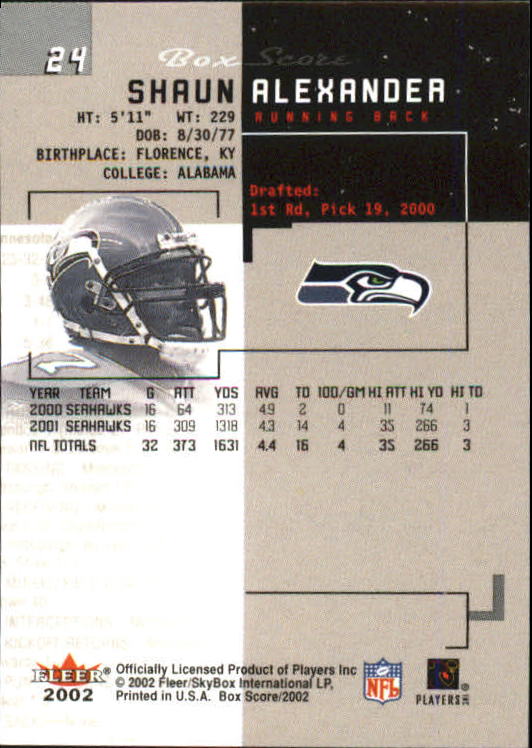 24
Box Score
SHAUN ALEXANDER
HT: 5'11" WT: 229
RUNNING BACK
DOB: 8/30/77
BIRTHPLACE: FLORENCE, KY
COLLEGE: ALABAMA
Drafted:
1st Rd, Pick 19, 2000
YEAR TEAM G ATT YDS AVG TD 100/GM HI ATT HI YD HI TD
2000 SEAHAWKS 16 64 313 4.9 2 0 11 74 1
2001 SEAHAWKS 16 309 1318 4.3 14 4 35 266 3
NFL TOTALS 32 373 1631 4.4 16 4 35 266 3
INTERCEPTIONS
KICKOFF RETURNS
FLEER®
2002
Officially Licensed Product of Players Inc
© 2002 Fleer/SkyBox International LP,
Printed in U.S.A. Box Score/2002
NFL
PLAYERS INC